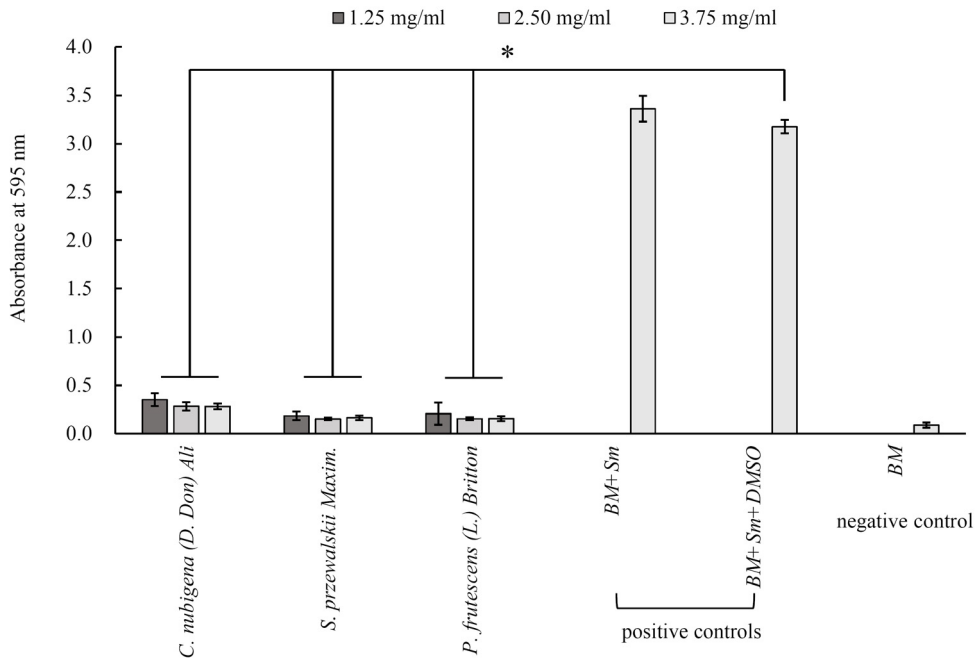 1.25 mg/ml 2.50 mg/ml 3.75 mg/ml
*
4.0
3.5
3.0
2.5
2.0
1.5
1.0
0.5
0.0
Absorbance at 595 nm
C. nubigena (D. Don) Ali
S. przewalskii Maxim.
P. frutescens (L.) Britton
BM+Sm
BM+Sm+DMSO
BM
positive controls
negative control